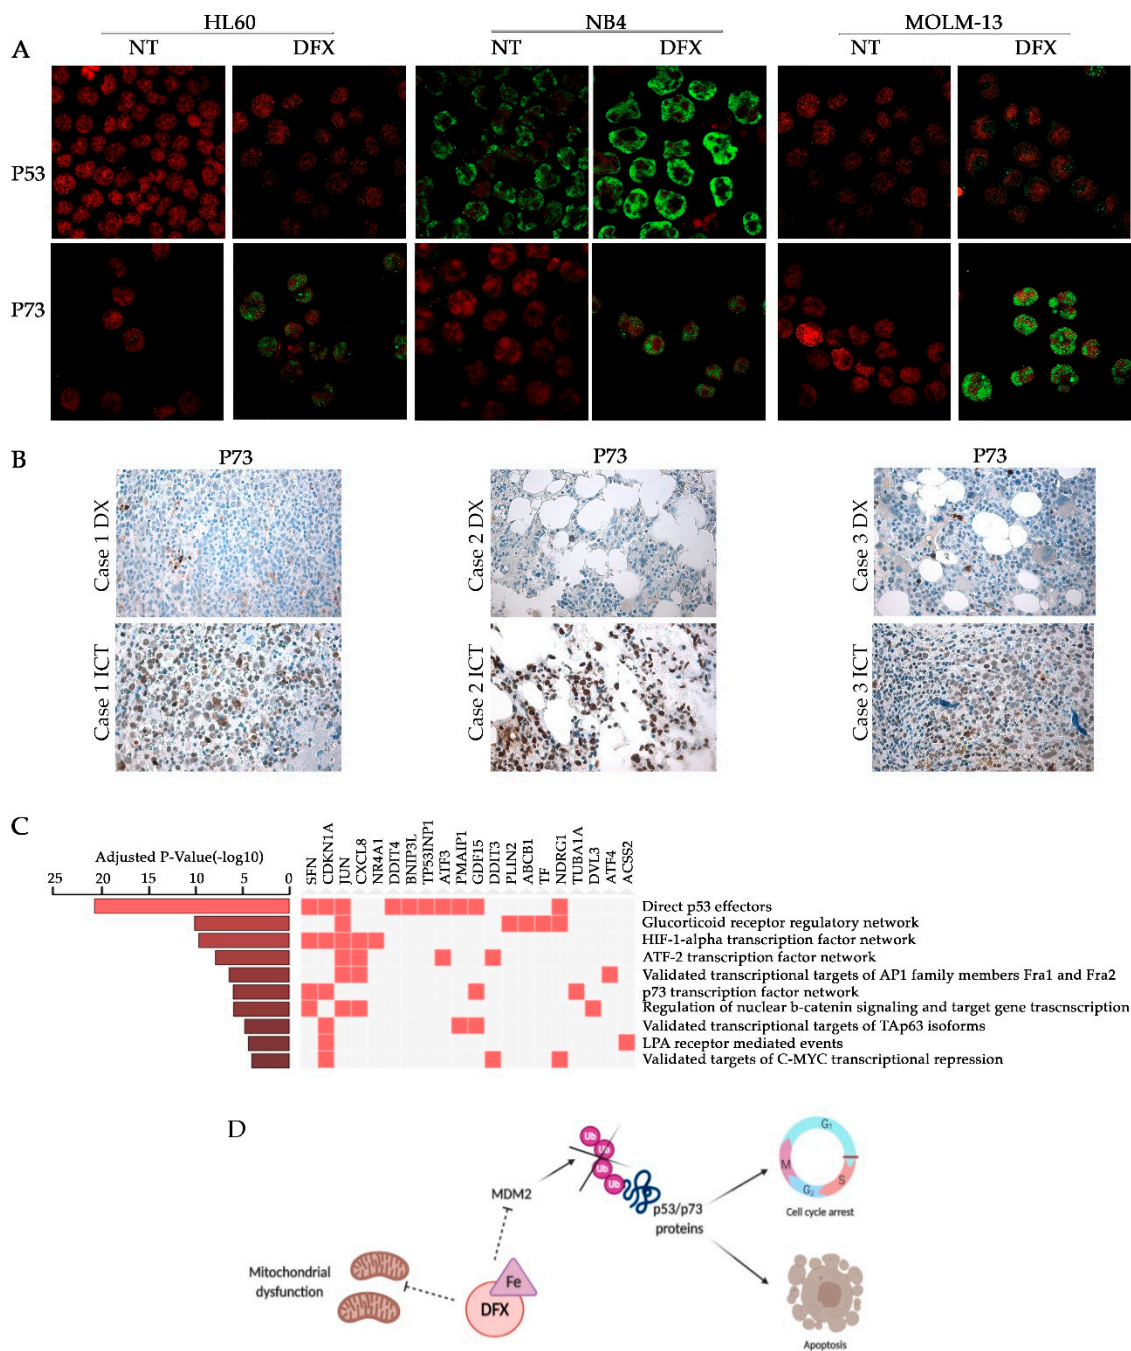 HL60 NB4 MOLM-13
A NT DFX NT DFX NT DFX
P53
P73
B P73 P73 P73
Case 1 DX Case 2 DX Case 3 DX
Case 1 ICT Case 2 ICT Case 3 ICT
C
Adjusted P-Value(-log10)
25 20 15 10 5 0
SFN
CDKN1A
JUN
CXCL8
NR4A1
DDIT4
BNIP3L
TP53INP1
ATF3
PMAIP1
GDF15
DDIT3
PLIN2
ABCB1
TF
NDRG1
TUBA1A
DVL3
ATF4
ACSS2
Direct p53 effectors
Glucorticoid receptor regulatory network
HIF-1-alpha transcription factor network
ATF-2 transcription factor network
Validated transcriptional targets of AP1 family members Fra1 and Fra2
p73 transcription factor network
Regulation of nuclear b-catenin signaling and target gene trascnscription
Validated transcriptional targets of TAp63 isoforms
LPA receptor mediated events
Validated targets of C-MYC transcriptional repression
D
Ub
Ub
Ub
Ub
MDM2
p53/p73
proteins
G1
M
S
G2
Cell cycle arrest
Mitochondrial
dysfunction
Fe
DFX
Apoptosis